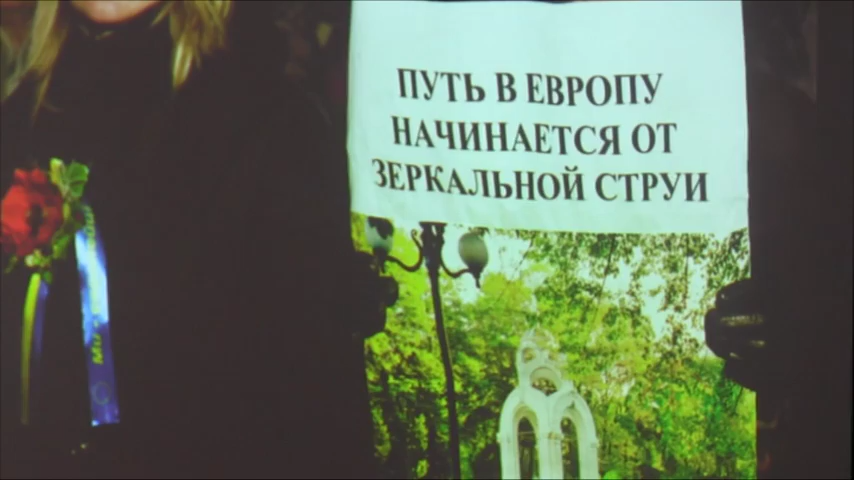 ПУТЬ В ЕВРОПУ
НАЧИНАЕТСЯ ОТ
ЗЕРКАЛЬНОЙ СТРУИ